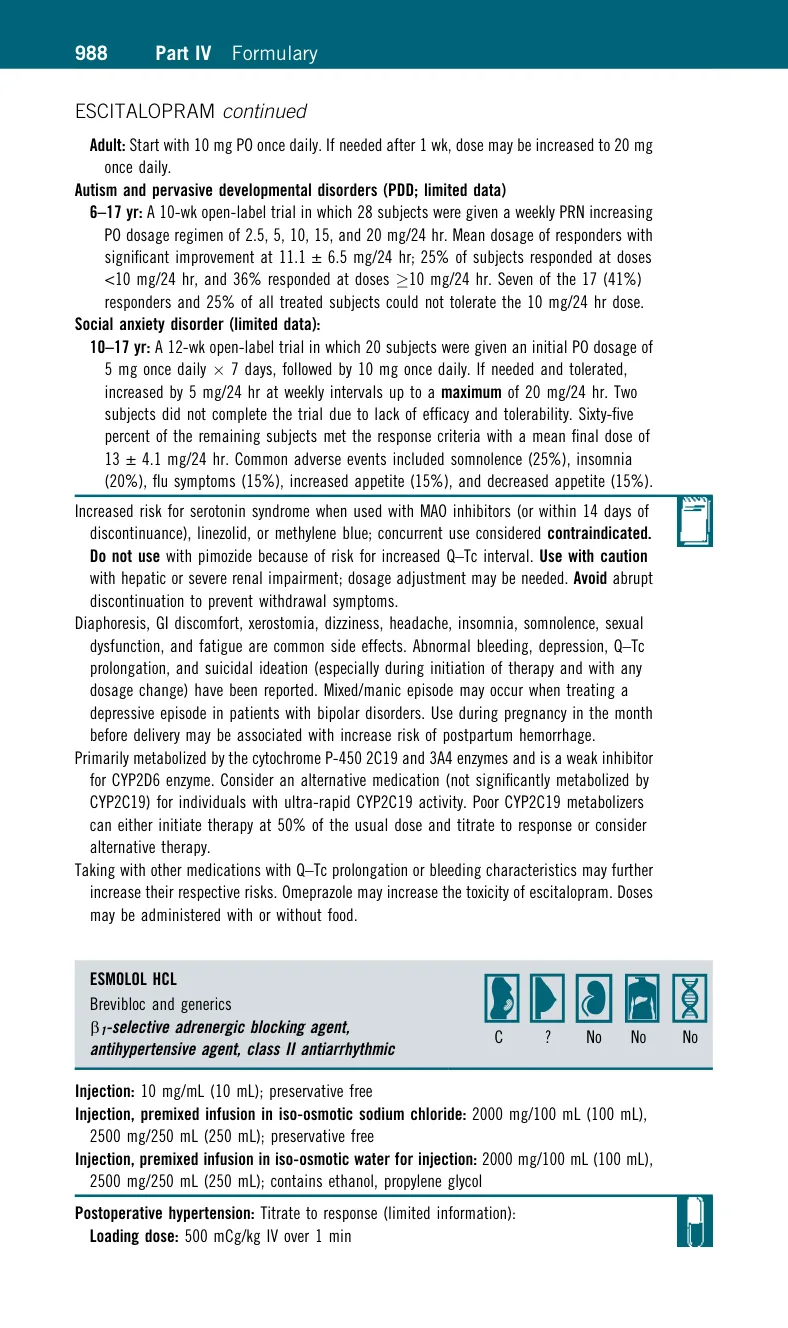 988 Part IV Formulary
ESCITALOPRAM continued
Adult: Start with 10 mg PO once daily. If needed after 1 wk, dose may be increased to 20 mg
once daily.
Autism and pervasive developmental disorders (PDD; limited data)
6–17 yr: A 10-wk open-label trial in which 28 subjects were given a weekly PRN increasing
PO dosage regimen of 2.5, 5, 10, 15, and 20 mg/24 hr. Mean dosage of responders with
significant improvement at 11.1 ± 6.5 mg/24 hr; 25% of subjects responded at doses
<10 mg/24 hr, and 36% responded at doses ≥10 mg/24 hr. Seven of the 17 (41%)
responders and 25% of all treated subjects could not tolerate the 10 mg/24 hr dose.
Social anxiety disorder (limited data):
10–17 yr: A 12-wk open-label trial in which 20 subjects were given an initial PO dosage of
5 mg once daily × 7 days, followed by 10 mg once daily. If needed and tolerated,
increased by 5 mg/24 hr at weekly intervals up to a maximum of 20 mg/24 hr. Two
subjects did not complete the trial due to lack of efficacy and tolerability. Sixty-five
percent of the remaining subjects met the response criteria with a mean final dose of
13 ± 4.1 mg/24 hr. Common adverse events included somnolence (25%), insomnia
(20%), flu symptoms (15%), increased appetite (15%), and decreased appetite (15%).
Increased risk for serotonin syndrome when used with MAO inhibitors (or within 14 days of
discontinuance), linezolid, or methylene blue; concurrent use considered contraindicated.
Do not use with pimozide because of risk for increased Q–Tc interval. Use with caution
with hepatic or severe renal impairment; dosage adjustment may be needed. Avoid abrupt
discontinuation to prevent withdrawal symptoms.
Diaphoresis, GI discomfort, xerostomia, dizziness, headache, insomnia, somnolence, sexual
dysfunction, and fatigue are common side effects. Abnormal bleeding, depression, Q–Tc
prolongation, and suicidal ideation (especially during initiation of therapy and with any
dosage change) have been reported. Mixed/manic episode may occur when treating a
depressive episode in patients with bipolar disorders. Use during pregnancy in the month
before delivery may be associated with increase risk of postpartum hemorrhage.
Primarily metabolized by the cytochrome P-450 2C19 and 3A4 enzymes and is a weak inhibitor
for CYP2D6 enzyme. Consider an alternative medication (not significantly metabolized by
CYP2C19) for individuals with ultra-rapid CYP2C19 activity. Poor CYP2C19 metabolizers
can either initiate therapy at 50% of the usual dose and titrate to response or consider
alternative therapy.
Taking with other medications with Q–Tc prolongation or bleeding characteristics may further
increase their respective risks. Omeprazole may increase the toxicity of escitalopram. Doses
may be administered with or without food.
ESMOLOL HCL
Brevibloc and generics
β1-selective adrenergic blocking agent,
antihypertensive agent, class II antiarrhythmic
C ? No No No
Injection: 10 mg/mL (10 mL); preservative free
Injection, premixed infusion in iso-osmotic sodium chloride: 2000 mg/100 mL (100 mL),
2500 mg/250 mL (250 mL); preservative free
Injection, premixed infusion in iso-osmotic water for injection: 2000 mg/100 mL (100 mL),
2500 mg/250 mL (250 mL); contains ethanol, propylene glycol
Postoperative hypertension: Titrate to response (limited information):
Loading dose: 500 mCg/kg IV over 1 min